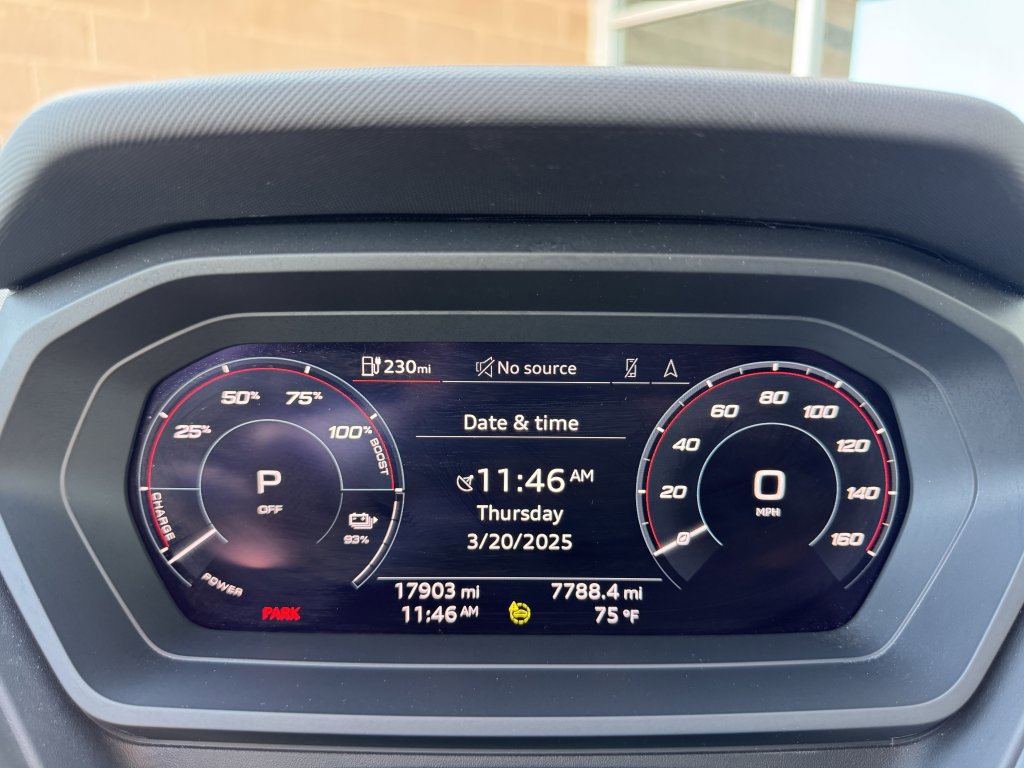 230mi
No source
25%
50%
75%
100%
BOOST
CHARGE
P
OFF
93%
POWER
PARK
Date & time
11:46 AM
Thursday
3/20/2025
17903 mi
7788.4 mi
11:46 AM
75 °F
0
20
40
60
80
100
120
140
160
0
MPH